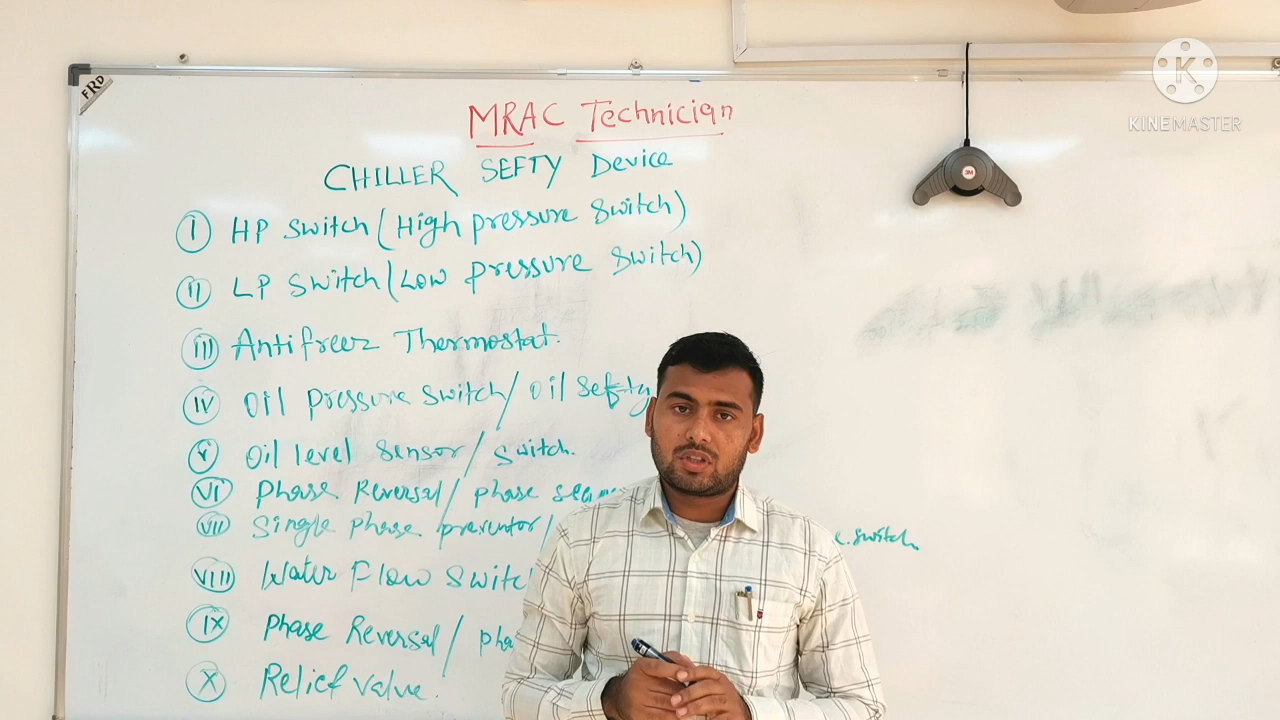 FRD
MRAC Technician
CHILLER SEFTY Device
I HP Switch (High pressure Switch)
II LP Switch (Low pressure Switch)
III Antifreez Thermostat.
IV Oil pressure switch/ oil sefty
V Oil level sensor/ switch.
VI Phase Reversal/ phase
VII Single phase preventor/ switch
VIII Water Flow Switch
IX Phase Reversal/ pha
X Relief valve.
3M
K
KINEMASTER